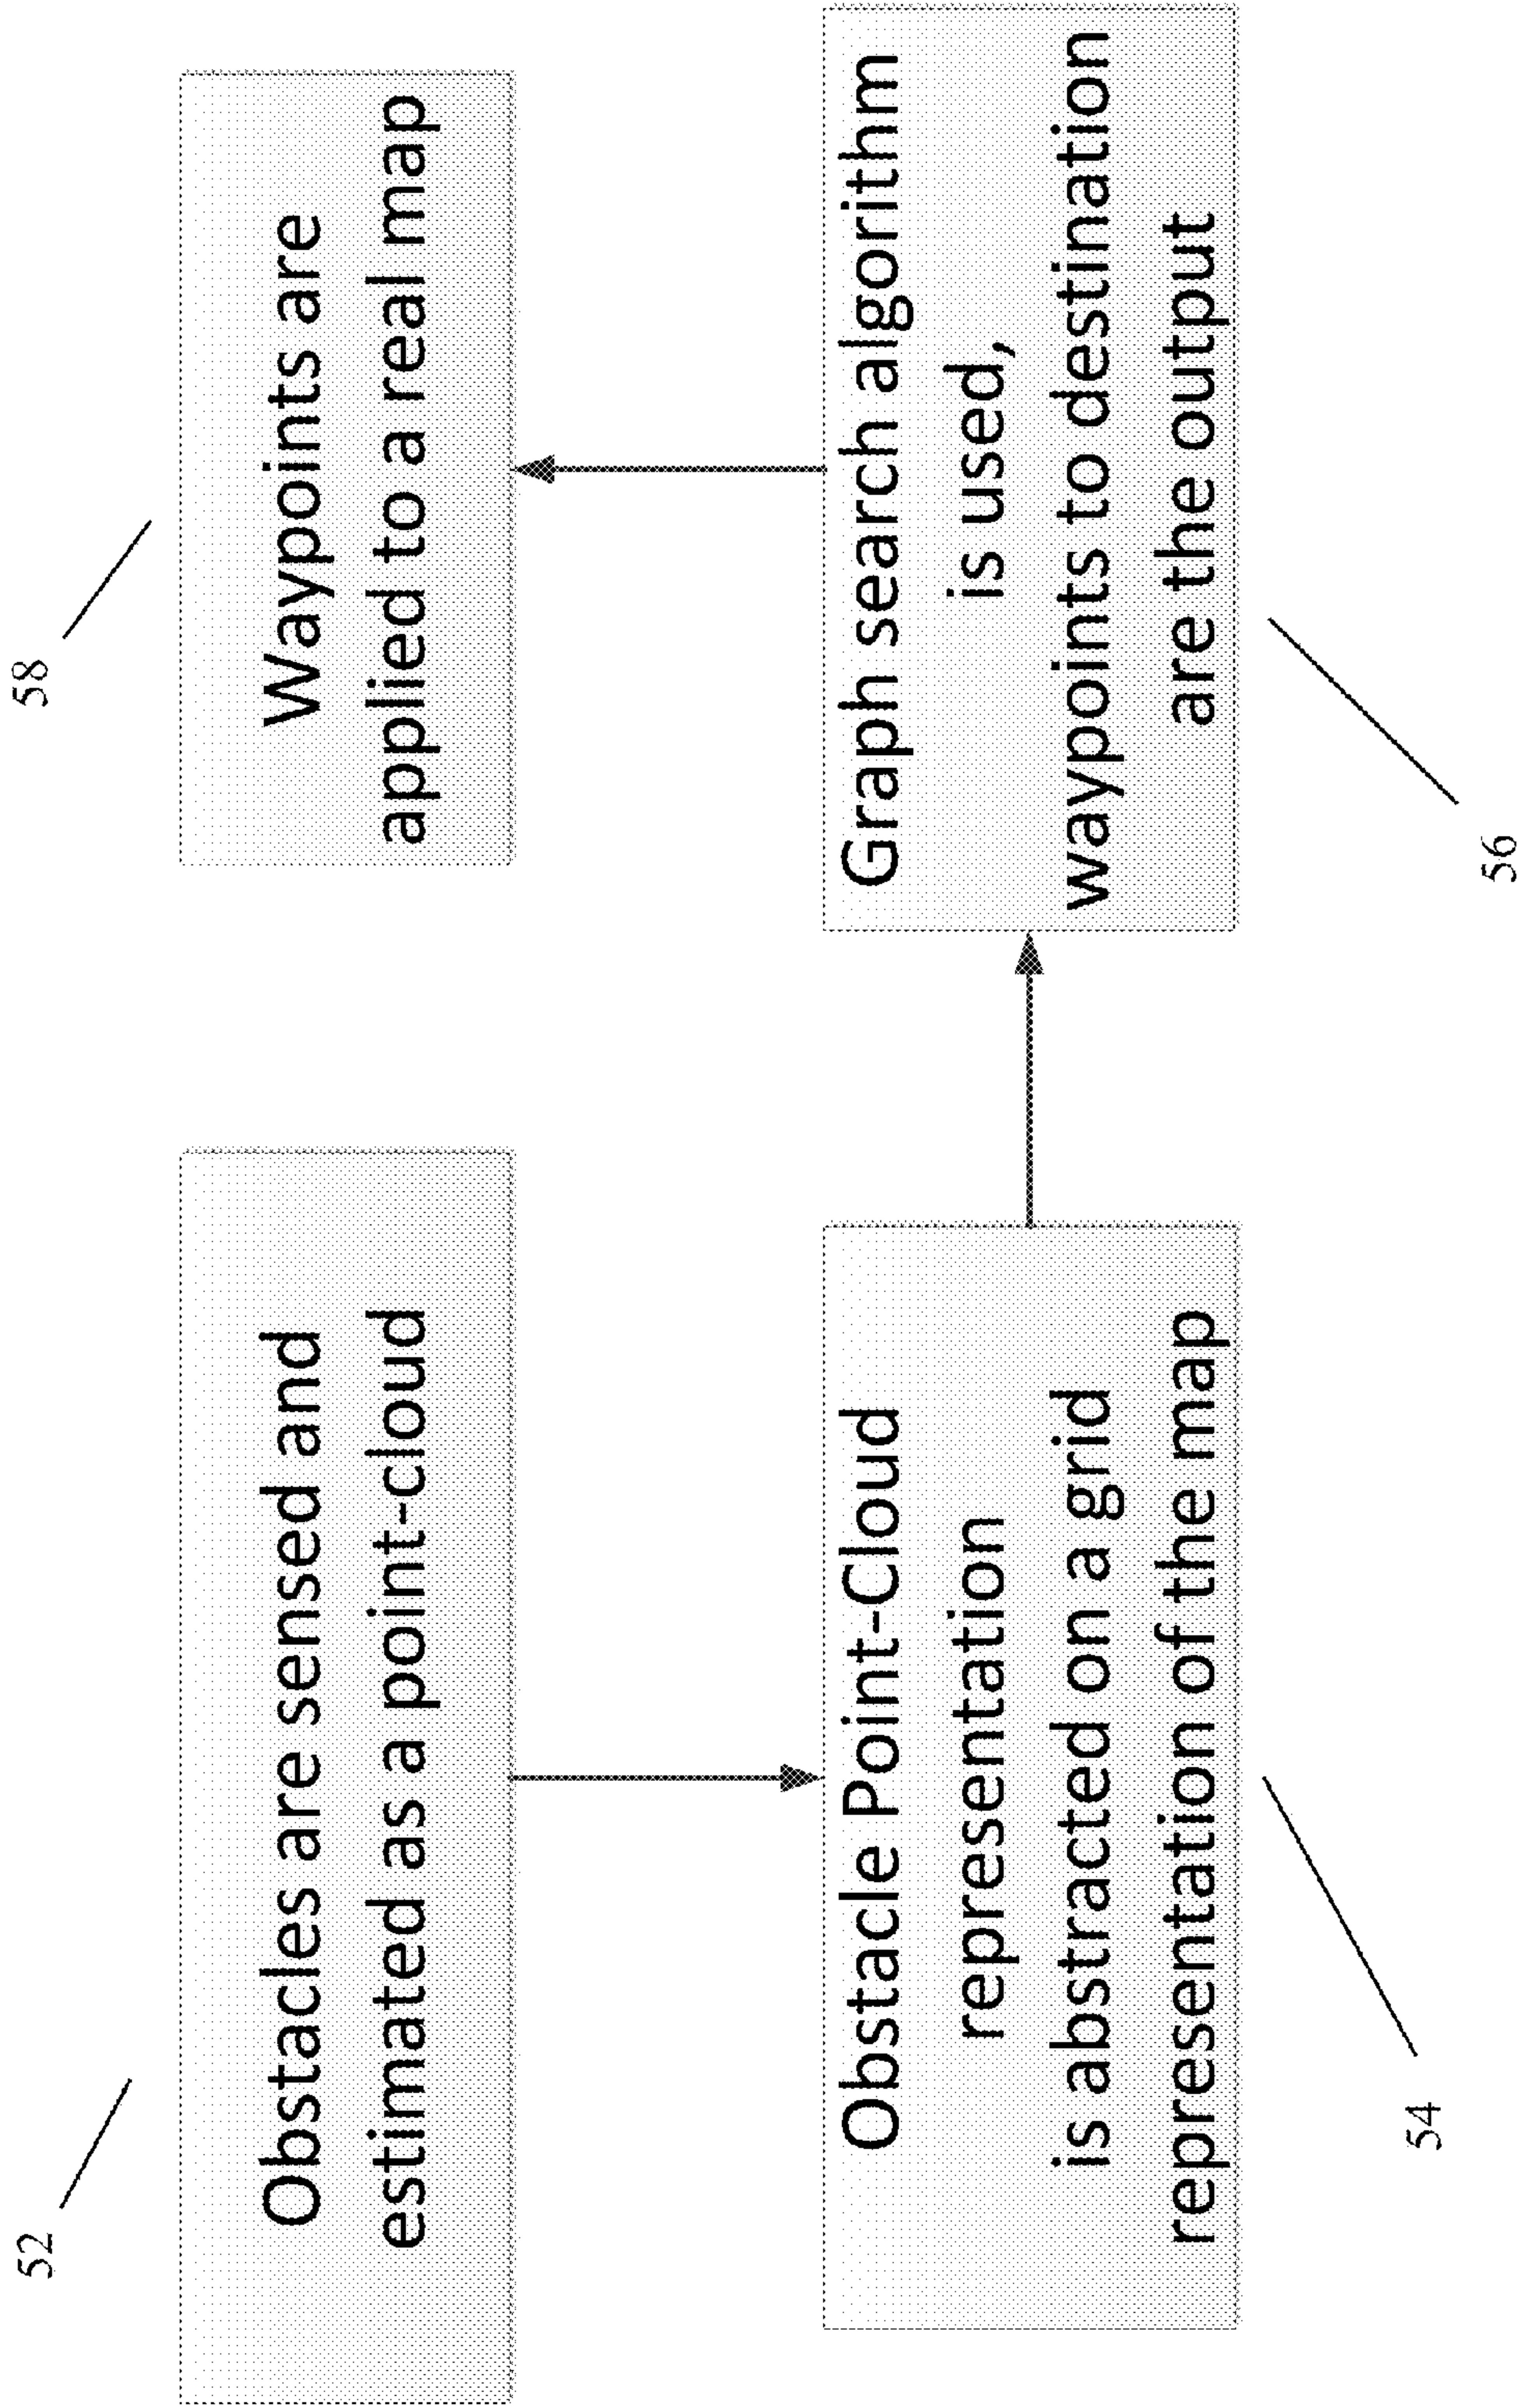 52
Obstacles are sensed and
estimated as a point-cloud
54
Obstacle Point-Cloud
representation
is abstracted on a grid
representation of the map
56
Graph search algorithm
is used,
waypoints to destination
are the output
58
Waypoints are
applied to a real map